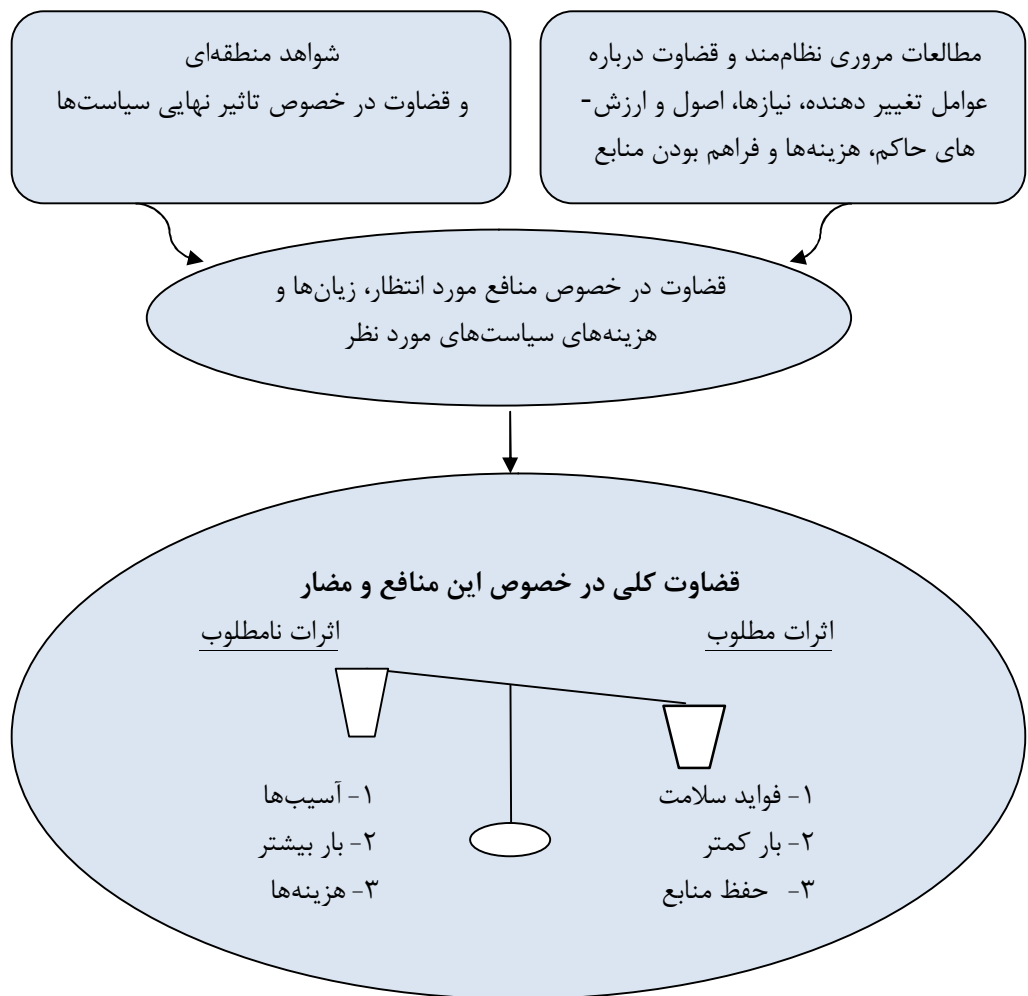 مطالعات مروری نظام‌مند و قضاوت درباره
عوامل تغییر دهنده، نیازها، اصول و ارزش-
های حاکم، هزینه‌ها و فراهم بودن منابع
شواهد منطقه‌ای
و قضاوت در خصوص تاثیر نهایی سیاست‌ها
قضاوت در خصوص منافع مورد انتظار، زیان‌ها و
هزینه‌های سیاست‌های مورد نظر
قضاوت کلی در خصوص این منافع و مضار
اثرات مطلوب
۱- فواید سلامت
۲- بار کمتر
۳- حفظ منابع
اثرات نامطلوب
۱- آسیب‌ها
۲- بار بیشتر
۳- هزینه‌ها